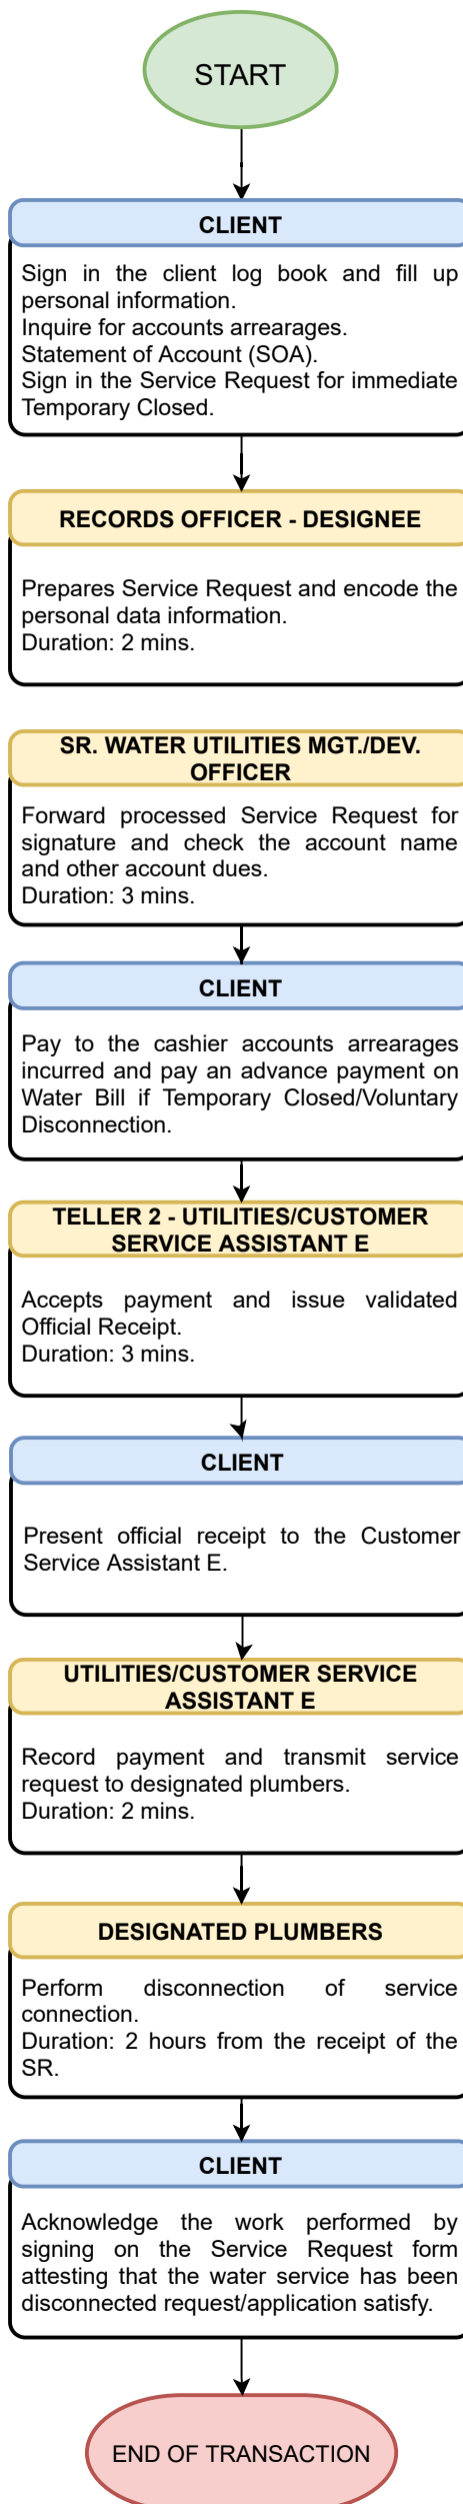 START
CLIENT
Sign in the client log book and fill up
personal information.
Inquire for accounts arrearages.
Statement of Account (SOA).
Sign in the Service Request for immediate
Temporary Closed.
RECORDS OFFICER - DESIGNEE
Prepares Service Request and encode the
personal data information.
Duration: 2 mins.
SR. WATER UTILITIES MGT./DEV.
OFFICER
Forward processed Service Request for
signature and check the account name
and other account dues.
Duration: 3 mins.
CLIENT
Pay to the cashier accounts arrearages
incurred and pay an advance payment on
Water Bill if Temporary Closed/Voluntary
Disconnection.
TELLER 2 - UTILITIES/CUSTOMER
SERVICE ASSISTANT E
Accepts payment and issue validated
Official Receipt.
Duration: 3 mins.
CLIENT
Present official receipt to the Customer
Service Assistant E.
UTILITIES/CUSTOMER SERVICE
ASSISTANT E
Record payment and transmit service
request to designated plumbers.
Duration: 2 mins.
DESIGNATED PLUMBERS
Perform disconnection of service
connection.
Duration: 2 hours from the receipt of the
SR.
CLIENT
Acknowledge the work performed by
signing on the Service Request form
attesting that the water service has been
disconnected request/application satisfy.
END OF TRANSACTION